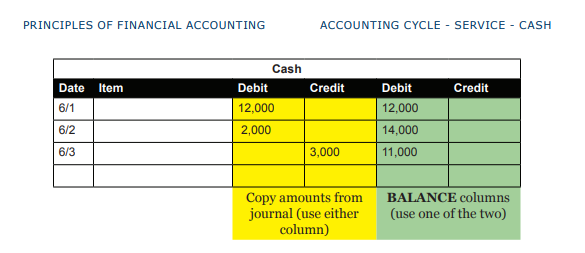 PRINCIPLES OF FINANCIAL ACCOUNTING ACCOUNTING CYCLE - SERVICE - CASH
Cash
Date Item Debit Credit Debit Credit
6/1 12,000 12,000
6/2 2,000 14,000
6/3 3,000 11,000
Copy amounts from BALANCE columns
journal (use either (use one of the two)
column)